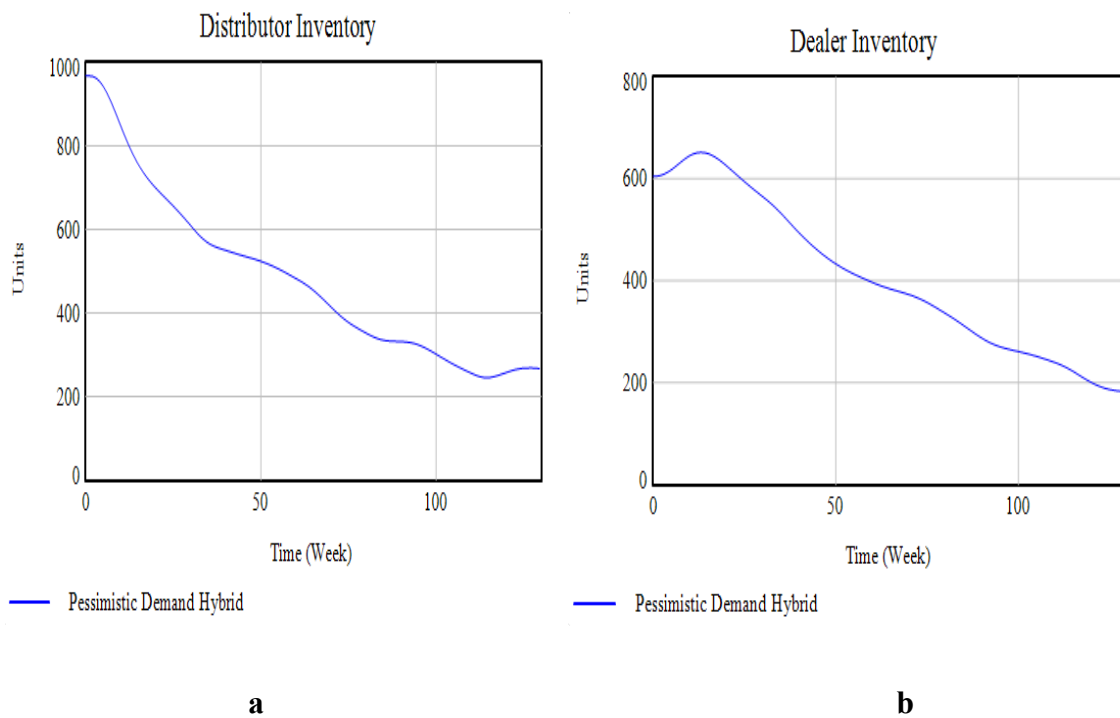 Distributor Inventory
1000
800
600
400
200
0
Units
0
50
100
Time (Week)
Pessimistic Demand Hybrid
a
Dealer Inventory
800
600
400
200
0
Units
0
50
100
Time (Week)
Pessimistic Demand Hybrid
b